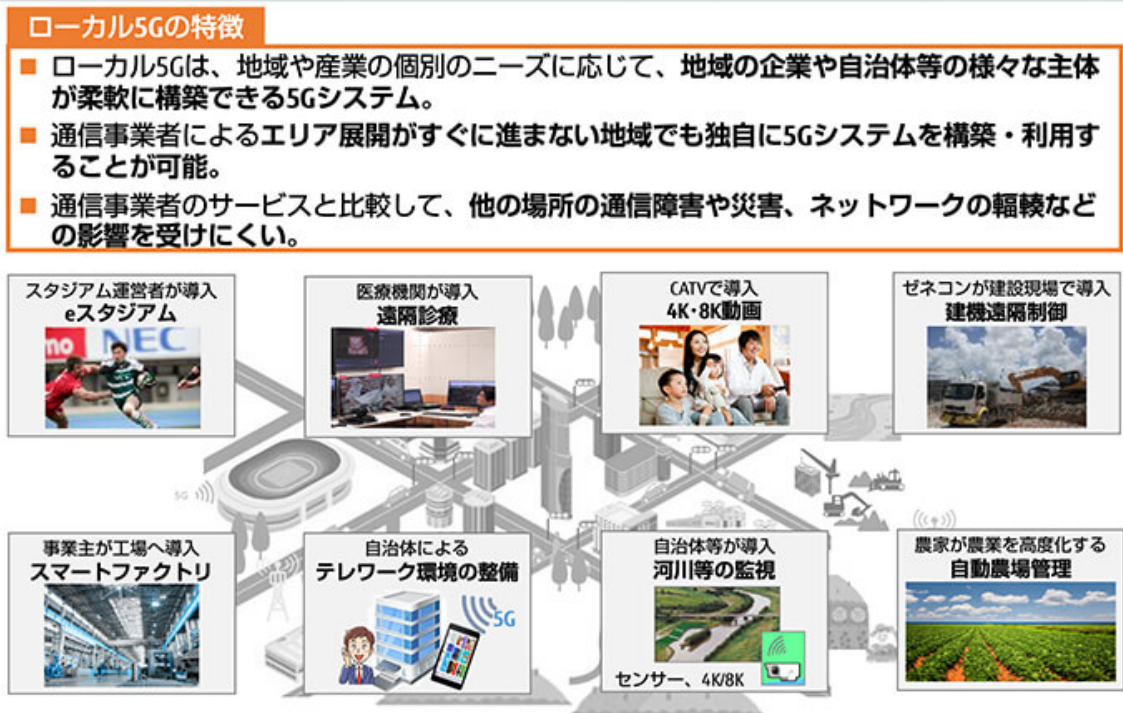 ローカル5Gの特徴
■ ローカル5Gは、地域や産業の個別のニーズに応じて、地域の企業や自治体等の様々な主体
が柔軟に構築できる5Gシステム。
■ 通信事業者によるエリア展開がすぐに進まない地域でも独自に5Gシステムを構築・利用す
ることが可能。
■ 通信事業者のサービスと比較して、他の場所の通信障害や災害、ネットワークの輻輳など
の影響を受けにくい。
スタジアム運営者が導入
eスタジアム
mo NEC
医療機関が導入
遠隔診療
CATVで導入
4K・8K動画
ゼネコンが建設現場で導入
建機遠隔制御
5G
事業主が工場へ導入
スマートファクトリ
自治体による
テレワーク環境の整備
5G
自治体等が導入
河川等の監視
センサー、4K/8K
農家が農業を高度化する
自動農場管理